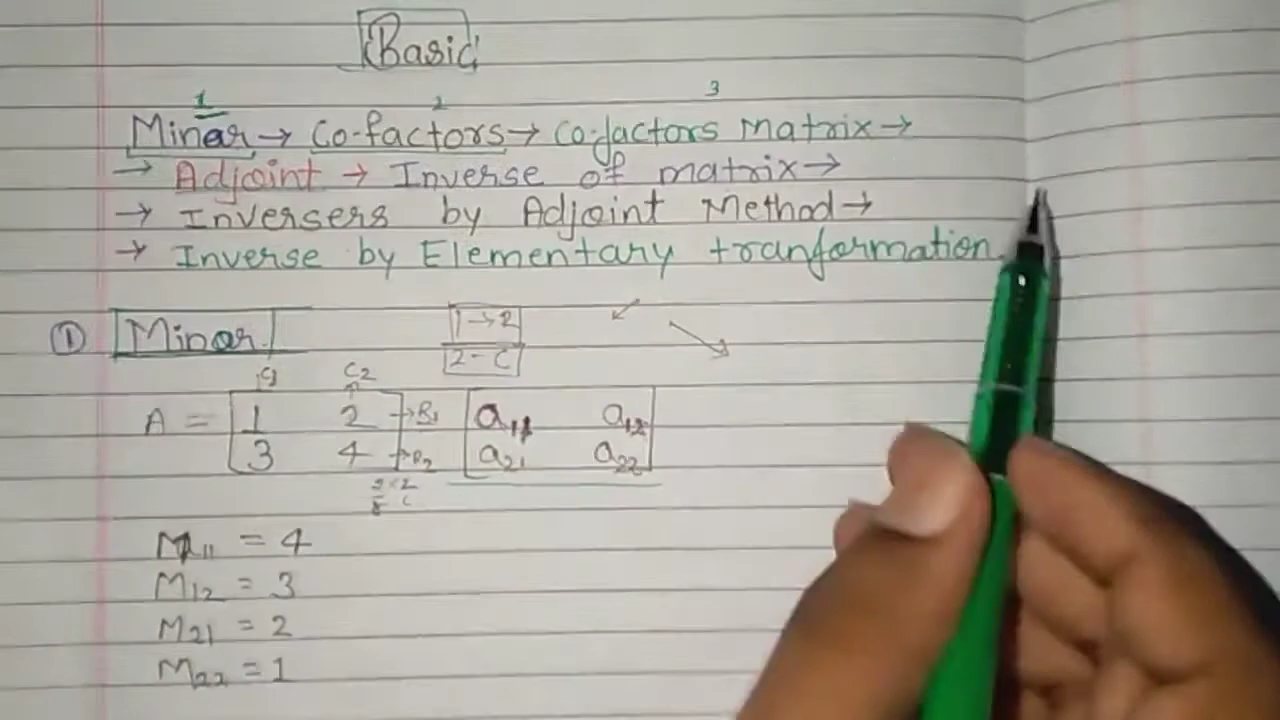 Basic
1 2 3
Minor → Co-factors → Co-factors Matrix →
→ Adjoint → Inverse of matrix →
→ Inversers by Adjoint Method →
→ Inverse by Elementary tranformation
① Minor
1 → R
2 - C
C1 C2
A = 1 2 → R1 a11 a12
3 4 → R2 a21 a22
2 × 2
M11 = 4
M12 = 3
M21 = 2
M22 = 1